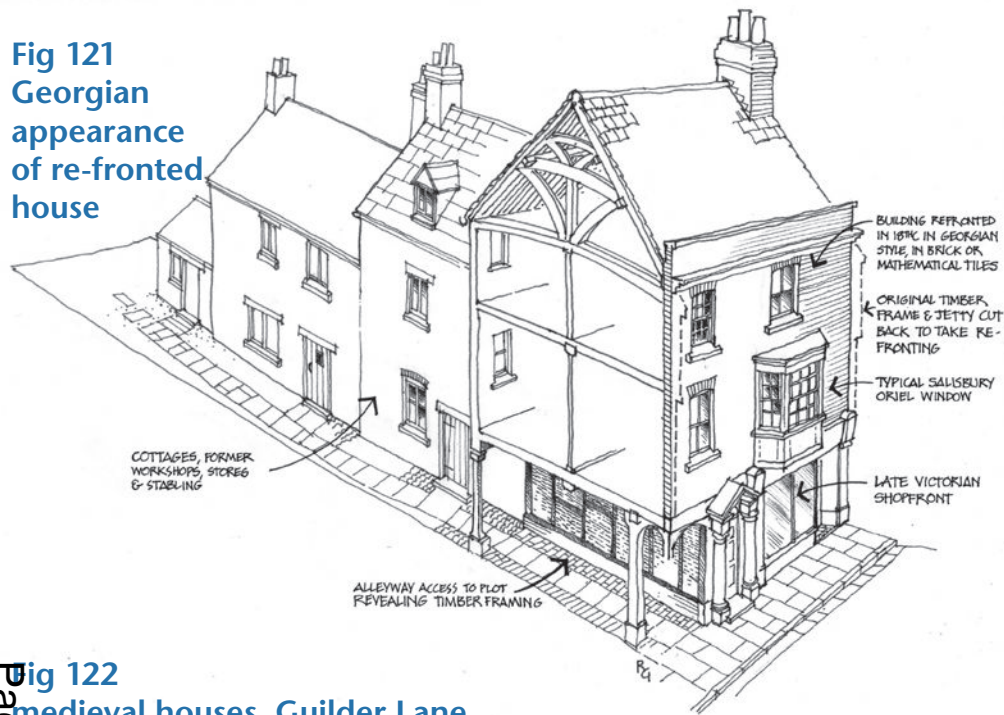 Fig 121
Georgian
appearance
of re-fronted
house
BUILDING REFRONTED
IN 18THC IN GEORGIAN
STYLE, IN BRICK OR
MATHEMATICAL TILES
ORIGINAL TIMBER
FRAME & JETTY CUT
BACK TO TAKE RE-
FRONTING
TYPICAL SALISBURY
ORIEL WINDOW
LATE VICTORIAN
SHOPFRONT
COTTAGES, FORMER
WORKSHOPS, STORES
& STABLING
ALLEYWAY ACCESS TO PLOT
REVEALING TIMBER FRAMING
RG
Fig 122
medieval houses, Guilder Lane
Pag